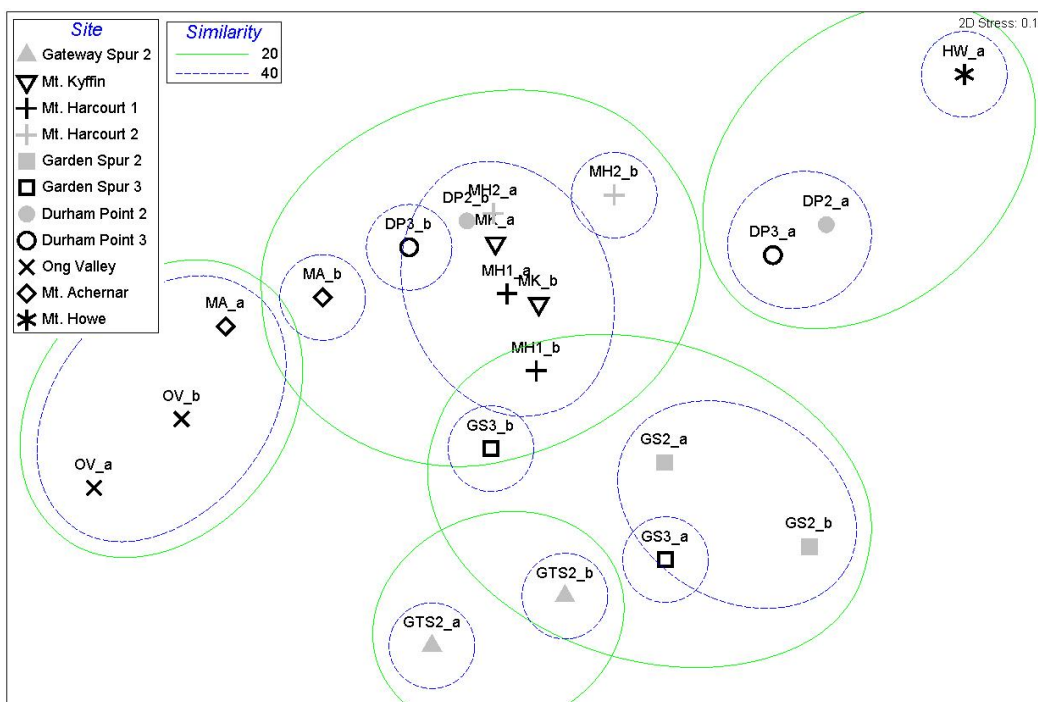 2D Stress: 0.1
Site
Gateway Spur 2
Mt. Kyffin
Mt. Harcourt 1
Mt. Harcourt 2
Garden Spur 2
Garden Spur 3
Durham Point 2
Durham Point 3
Ong Valley
Mt. Achernar
Mt. Howe
Similarity
20
40
HW_a
MH2_b
MH2_a
DP2_b
DP2_a
MK_a
DP3_b
DP3_a
MA_b
MH1_a
MK_b
MA_a
MH1_b
OV_b
GS3_b
GS2_a
OV_a
GS2_b
GS3_a
GTS2_b
GTS2_a